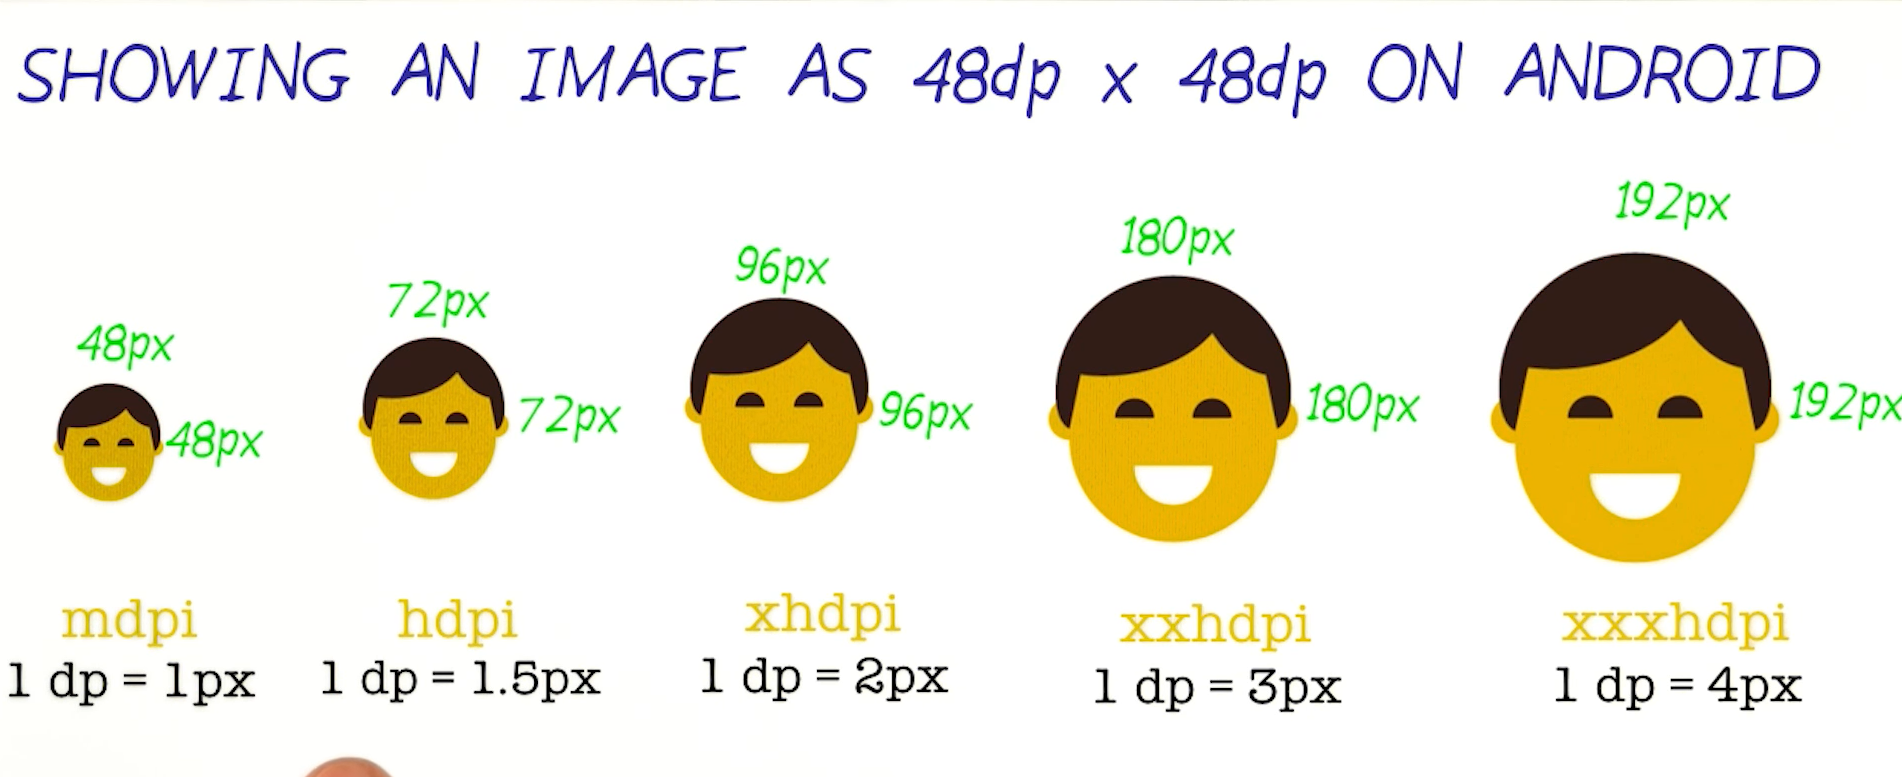 SHOWING AN IMAGE AS 48dp x 48dp ON ANDROID
48px
48px
mdpi
1 dp = 1px
72px
72px
hdpi
1 dp = 1.5px
96px
96px
xhdpi
1 dp = 2px
180px
180px
xxhdpi
1 dp = 3px
192px
192px
xxxhdpi
1 dp = 4px